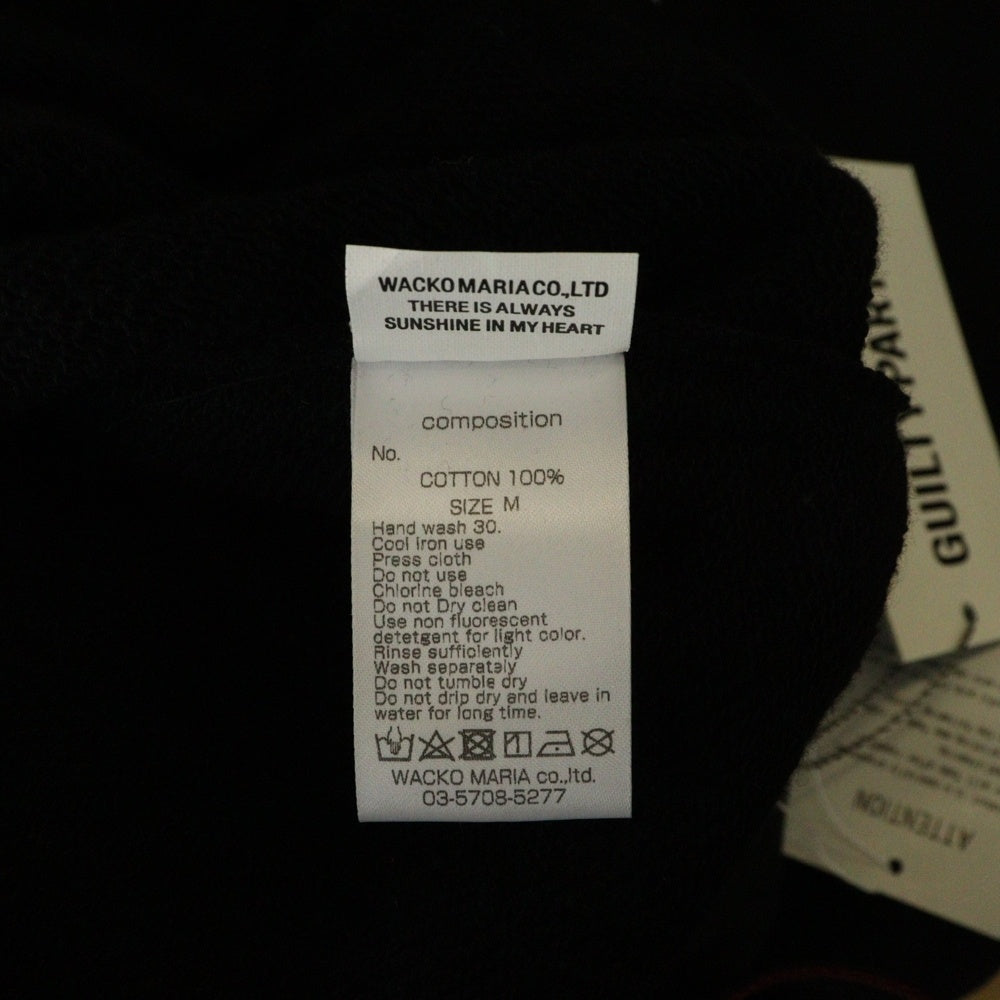 WACKO MARIA CO.,LTD
THERE IS ALWAYS
SUNSHINE IN MY HEART
composition
No.
COTTON 100%
SIZE M
Hand wash 30.
Cool Iron use
Press cloth
Do not use
Chlorine bleach
Do not Dry clean
Use non fluorescent
detetgent for light color.
Rinse sufficiently
Wash separately
Do not tumble dry
Do not drip dry and leave in
water for long time.
WACKO MARIA co.,ltd.
03-5708-5277
GUILTY PART
ATTENTION